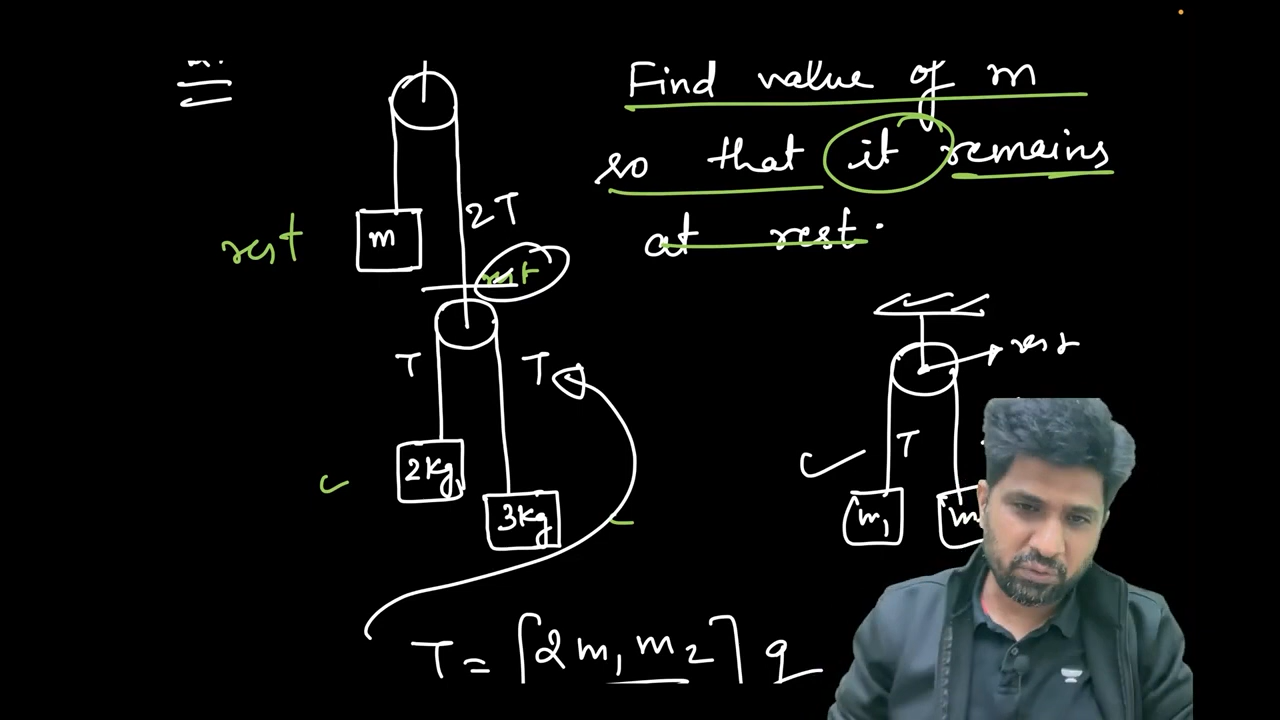 Find value of m
so that it remains
at rest.
rest
m
2T
rest
T
T
2kg
3kg
rest
T
m1
m
T = [2m1m2] g